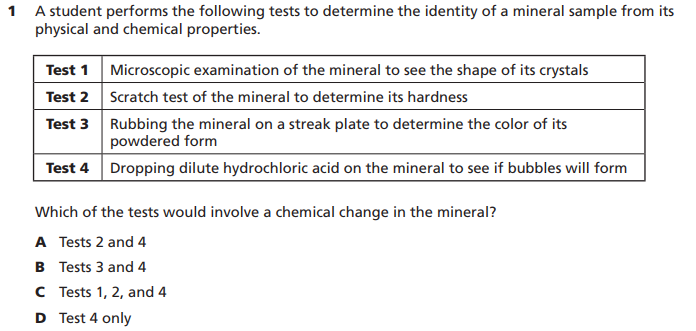 1 A student performs the following tests to determine the identity of a mineral sample from its
physical and chemical properties.
Test 1 Microscopic examination of the mineral to see the shape of its crystals
Test 2 Scratch test of the mineral to determine its hardness
Test 3 Rubbing the mineral on a streak plate to determine the color of its
powdered form
Test 4 Dropping dilute hydrochloric acid on the mineral to see if bubbles will form
Which of the tests would involve a chemical change in the mineral?
A Tests 2 and 4
B Tests 3 and 4
C Tests 1, 2, and 4
D Test 4 only